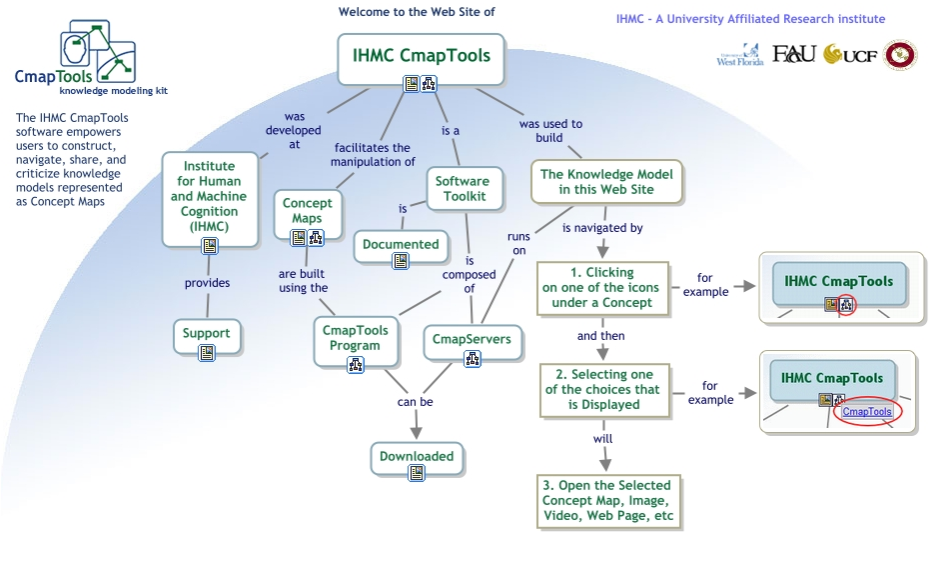 Welcome to the Web Site of
IHMC - A University Affiliated Research institute
IHMC CmapTools
West Florida
FAU
UCF
CmapTools
knowledge modeling kit
The IHMC CmapTools
software empowers
users to construct,
navigate, share, and
criticize knowledge
models represented
as Concept Maps
was
developed
at
facilitates the
manipulation of
is a
was used to
build
Institute
for Human
and Machine
Cognition
(IHMC)
Concept
Maps
Software
Toolkit
The Knowledge Model
in this Web Site
is
Documented
runs
on
is navigated by
provides
are built
using the
is
composed
of
1. Clicking
on one of the icons
under a Concept
for
example
IHMC CmapTools
Support
CmapTools
Program
CmapServers
and then
2. Selecting one
of the choices that
is Displayed
for
example
IHMC CmapTools
CmapTools
can be
will
Downloaded
3. Open the Selected
Concept Map, Image,
Video, Web Page, etc